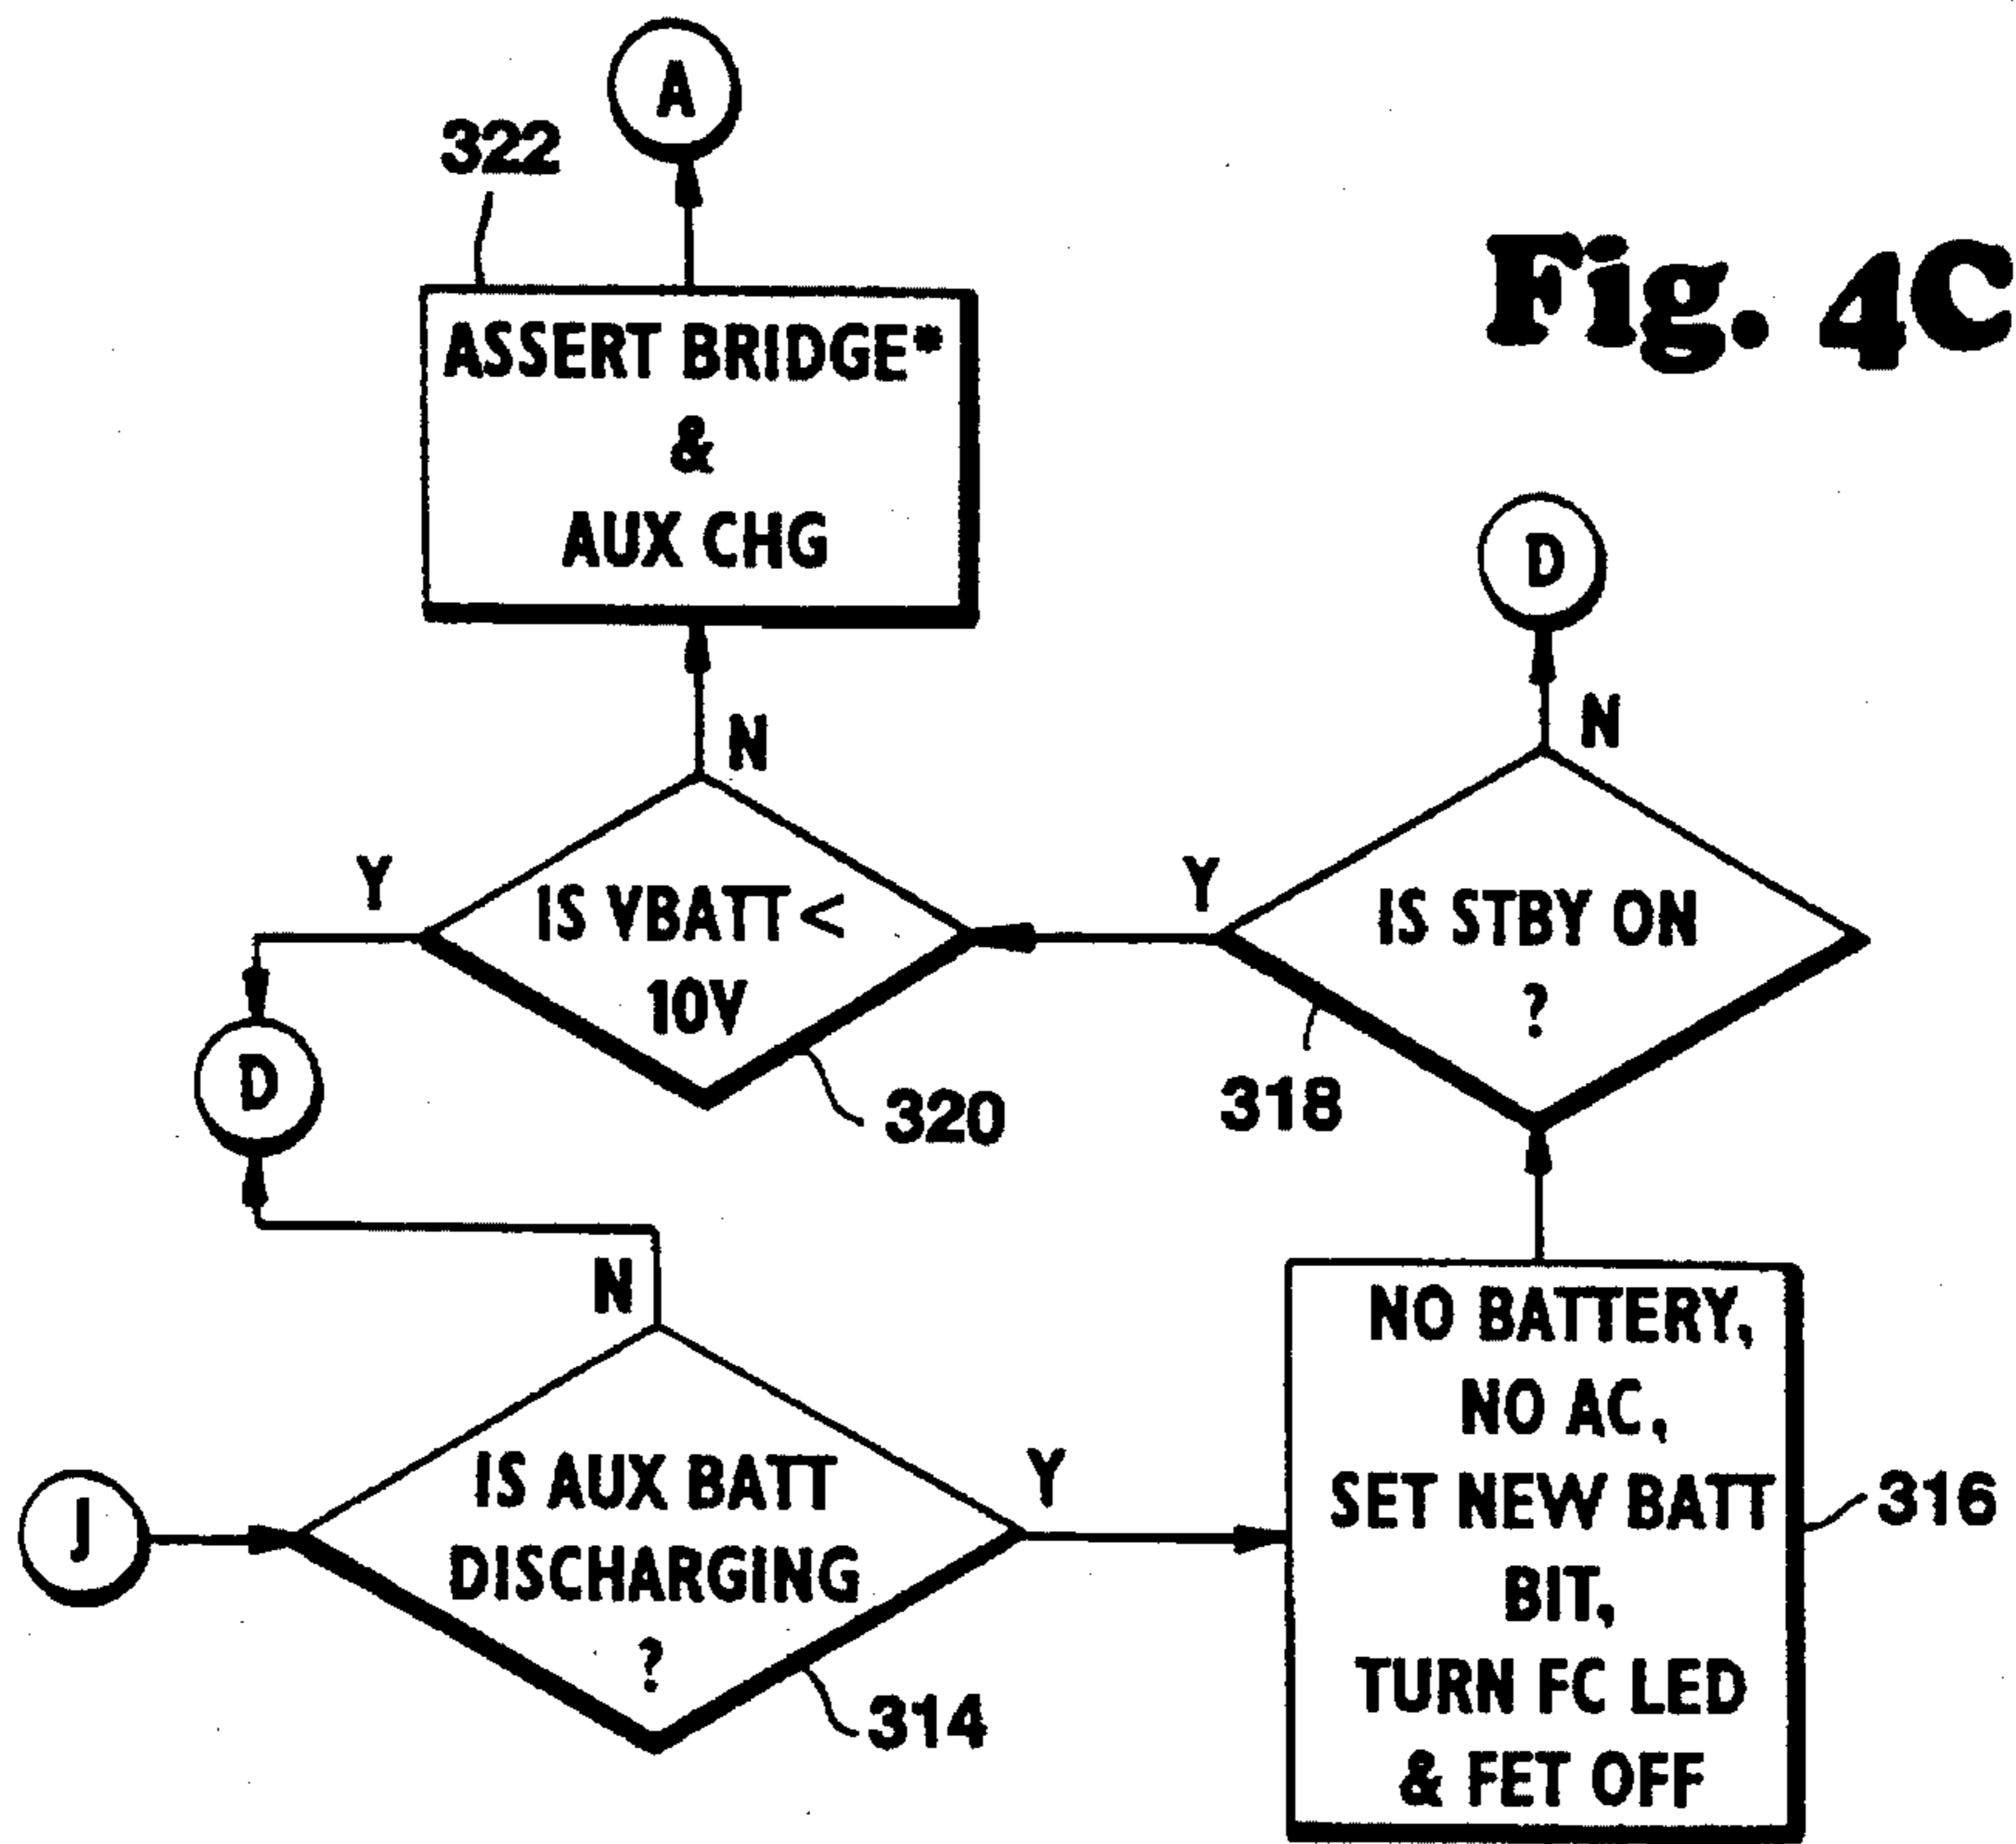 A
322
Fig. 4C
ASSERT BRIDGE*
&
AUX CHG
D
N
N
Y
IS VBATT <
10V
Y
IS STBY ON
?
D
320
318
N
NO BATTERY,
NO AC,
SET NEW BATT
BIT,
TURN FC LED
& FET OFF
316
J
IS AUX BATT
DISCHARGING
?
Y
314